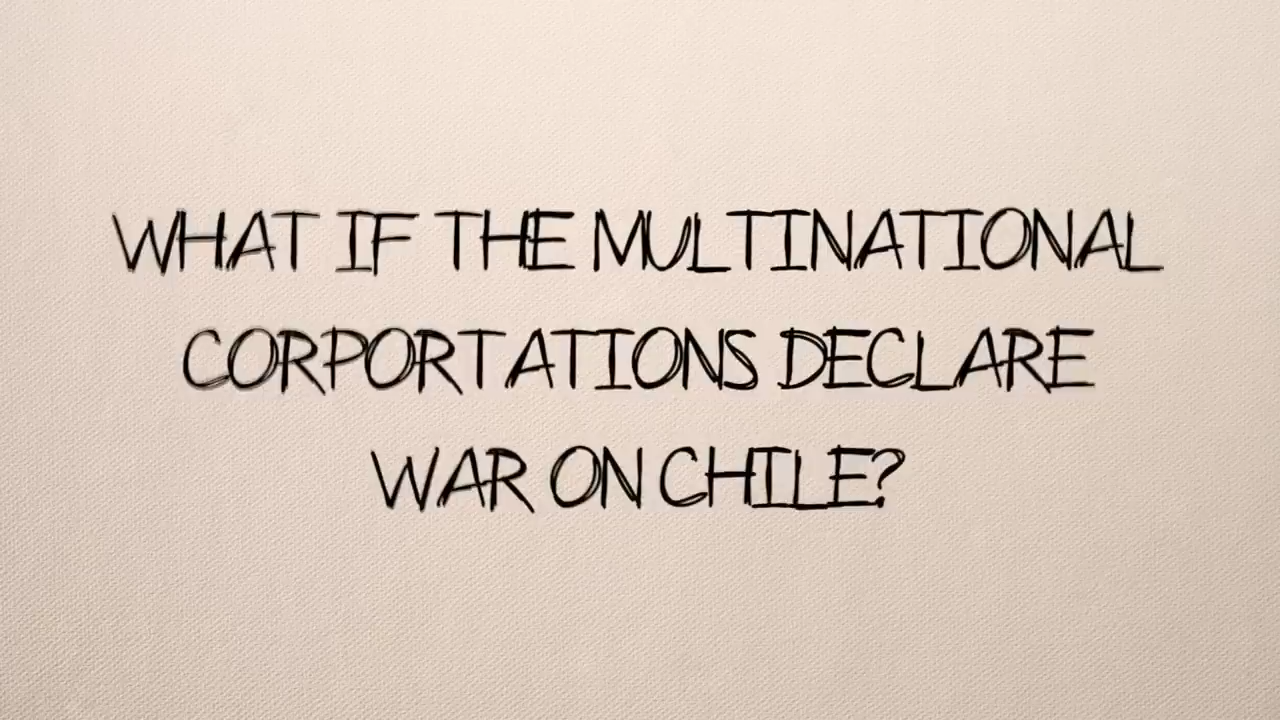 WHAT IF THE MULTINATIONAL
CORPORTATIONS DECLARE
WAR ON CHILE?